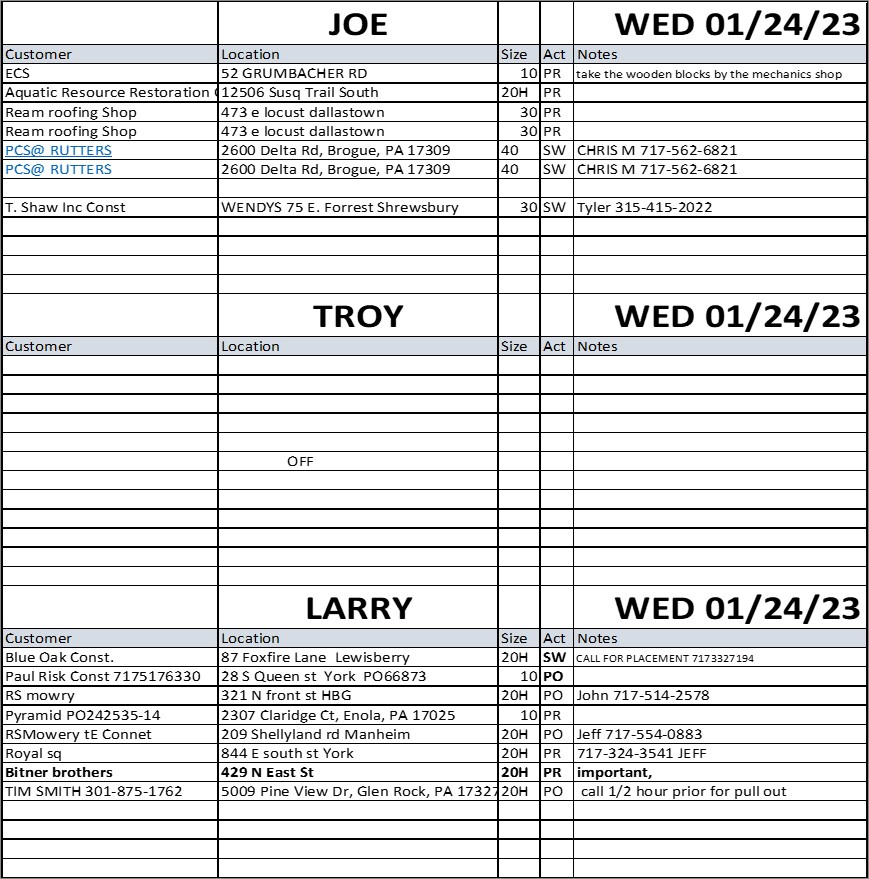 JOE WED 01/24/23
Customer Location Size Act Notes
ECS 52 GRUMBACHER RD 10 PR take the wooden blocks by the mechanics shop
Aquatic Resource Restoration 12506 Susq Trail South 20H PR
Ream roofing Shop 473 e locust dallastown 30 PR
Ream roofing Shop 473 e locust dallastown 30 PR
PCS@ RUTTERS 2600 Delta Rd, Brogue, PA 17309 40 SW CHRIS M 717-562-6821
PCS@ RUTTERS 2600 Delta Rd, Brogue, PA 17309 40 SW CHRIS M 717-562-6821
T. Shaw Inc Const WENDYS 75 E. Forrest Shrewsbury 30 SW Tyler 315-415-2022
TROY WED 01/24/23
Customer Location Size Act Notes
OFF
LARRY WED 01/24/23
Customer Location Size Act Notes
Blue Oak Const. 87 Foxfire Lane Lewisberry 20H SW CALL FOR PLACEMENT 7173327194
Paul Risk Const 7175176330 28 S Queen st York PO66873 10 PO
RS mowry 321 N front st HBG 20H PO John 717-514-2578
Pyramid PO242535-14 2307 Claridge Ct, Enola, PA 17025 10 PR
RSMowery tE Connet 209 Shellyland rd Manheim 20H PO Jeff 717-554-0883
Royal sq 844 E south st York 20H PR 717-324-3541 JEFF
Bitner brothers 429 N East St 20H PR important,
TIM SMITH 301-875-1762 5009 Pine View Dr, Glen Rock, PA 17327 20H PO call 1/2 hour prior for pull out